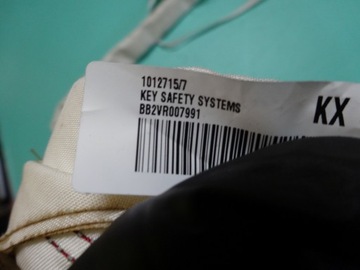 1012715/7
KEY SAFETY SYSTEMS
KX
BB2VR007991